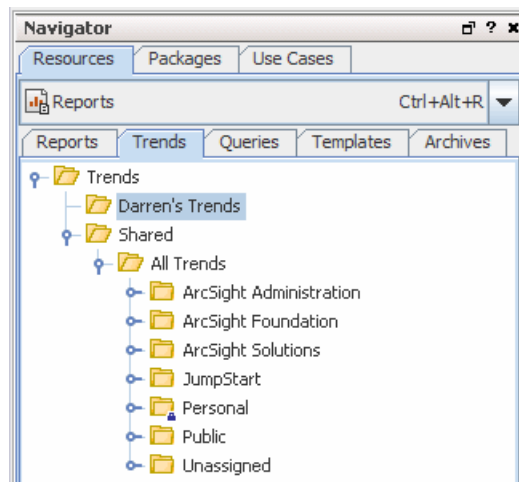 Navigator
Resources Packages Use Cases
Reports Ctrl+Alt+R
Reports Trends Queries Templates Archives
Trends
Darren's Trends
Shared
All Trends
ArcSight Administration
ArcSight Foundation
ArcSight Solutions
JumpStart
Personal
Public
Unassigned